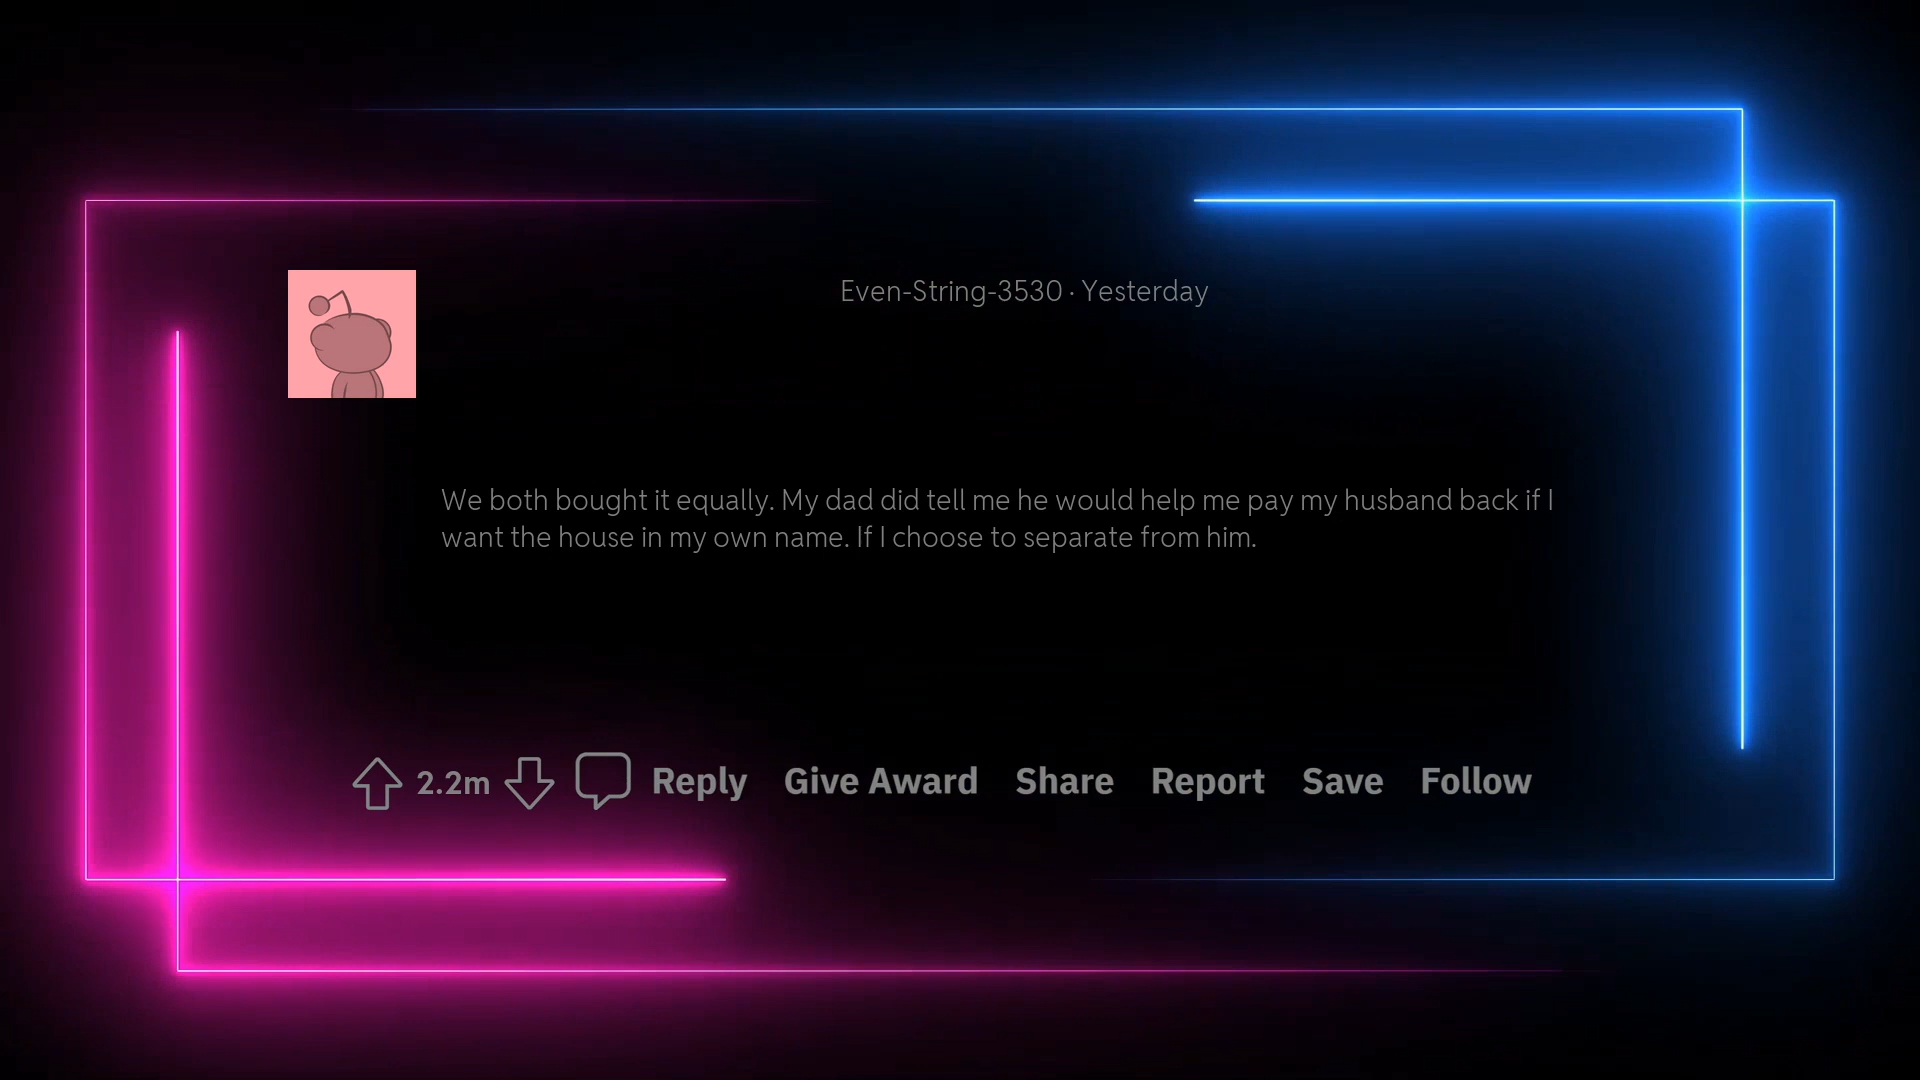 Even-String-3530 · Yesterday
We both bought it equally. My dad did tell me he would help me pay my husband back if I
want the house in my own name. If I choose to separate from him.
2.2m Reply Give Award Share Report Save Follow